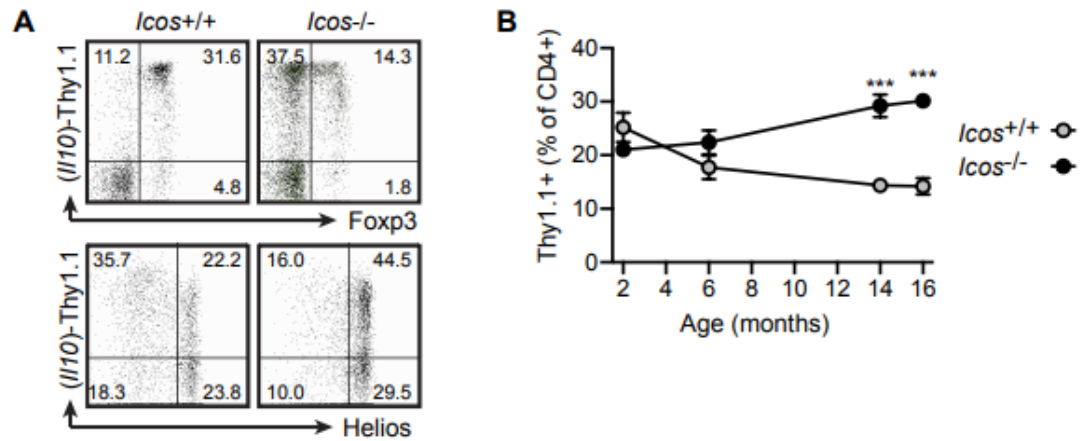 A
Icos+/+ Icos-/-
(Il10)-Thy1.1
11.2 31.6
4.8
37.5 14.3
1.8
Foxp3
(Il10)-Thy1.1
35.7 22.2
18.3 23.8
16.0 44.5
10.0 29.5
Helios
B
Thy1.1+ (% of CD4+)
40
30
20
10
0
*** ***
2 4 6 8 10 12 14 16
Age (months)
Icos+/+
Icos-/-